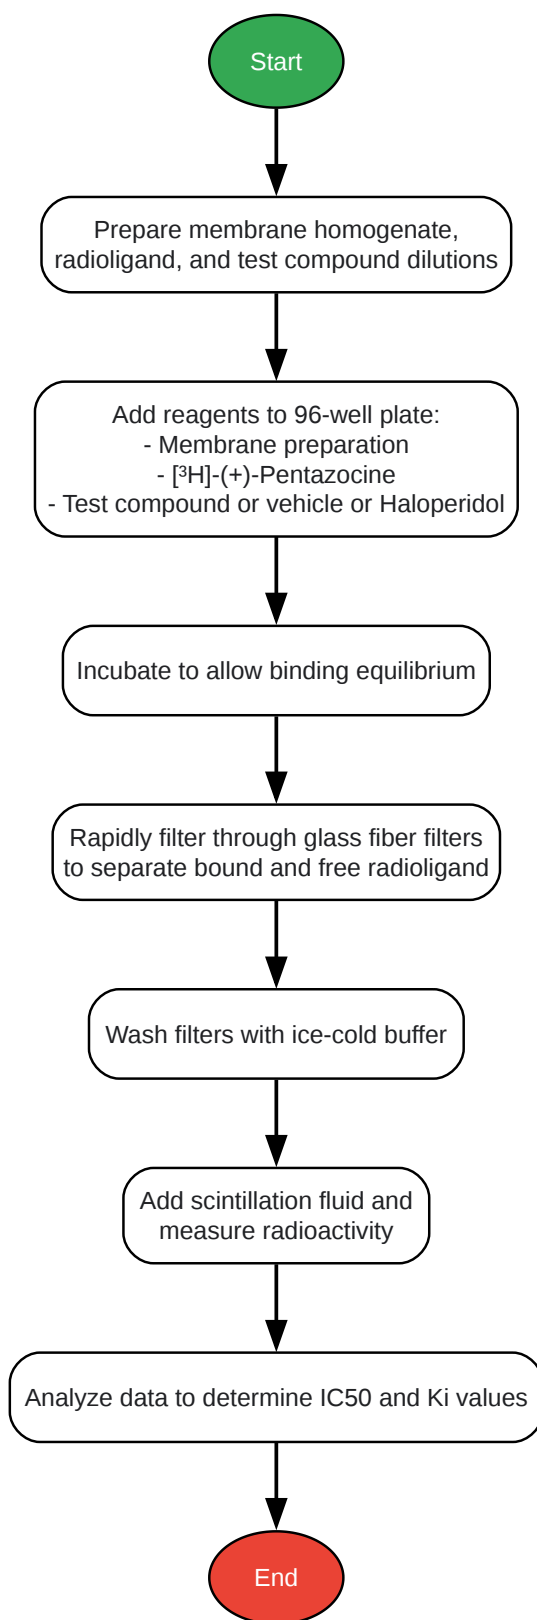 Start
Prepare membrane homogenate,
radioligand, and test compound dilutions
Add reagents to 96-well plate:
- Membrane preparation
- [³H]-(+)-Pentazocine
- Test compound or vehicle or Haloperidol
Incubate to allow binding equilibrium
Rapidly filter through glass fiber filters
to separate bound and free radioligand
Wash filters with ice-cold buffer
Add scintillation fluid and
measure radioactivity
Analyze data to determine IC50 and Ki values
End